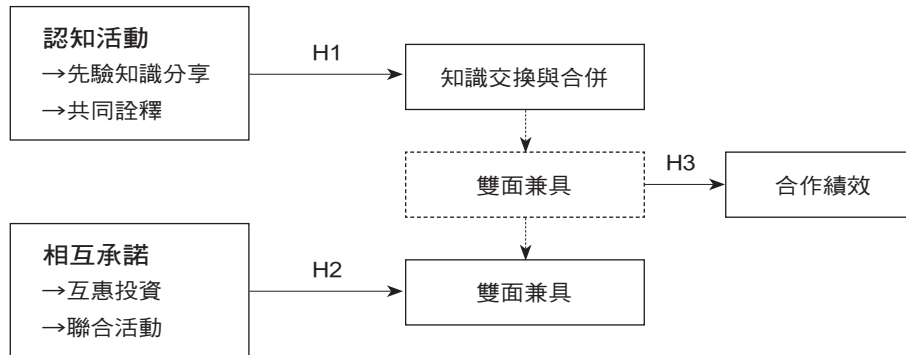 認知活動
→先驗知識分享
→共同詮釋
H1
知識交換與合併
雙面兼具
H3
合作績效
相互承諾
→互惠投資
→聯合活動
H2
雙面兼具